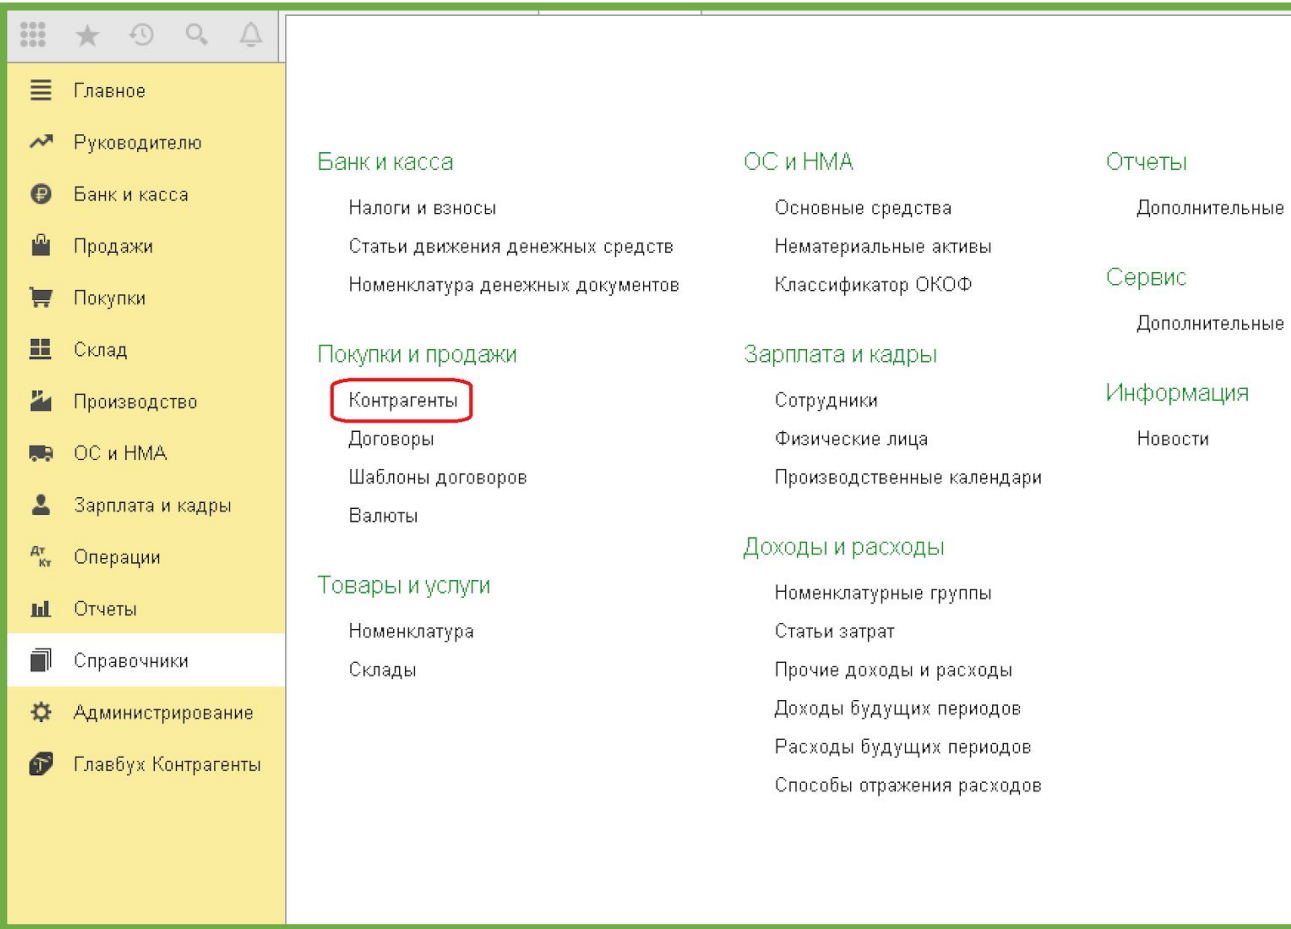 Главное
Руководителю
Банк и касса
Продажи
Покупки
Склад
Производство
ОС и НМА
Зарплата и кадры
Дт Кт Операции
Отчеты
Справочники
Администрирование
Главбух Контрагенты
Банк и касса
Налоги и взносы
Статьи движения денежных средств
Номенклатура денежных документов
Покупки и продажи
Контрагенты
Договоры
Шаблоны договоров
Валюты
Товары и услуги
Номенклатура
Склады
ОС и НМА
Основные средства
Нематериальные активы
Классификатор ОКОФ
Зарплата и кадры
Сотрудники
Физические лица
Производственные календари
Доходы и расходы
Номенклатурные группы
Статьи затрат
Прочие доходы и расходы
Доходы будущих периодов
Расходы будущих периодов
Способы отражения расходов
Отчеты
Дополнительные
Сервис
Дополнительные
Информация
Новости